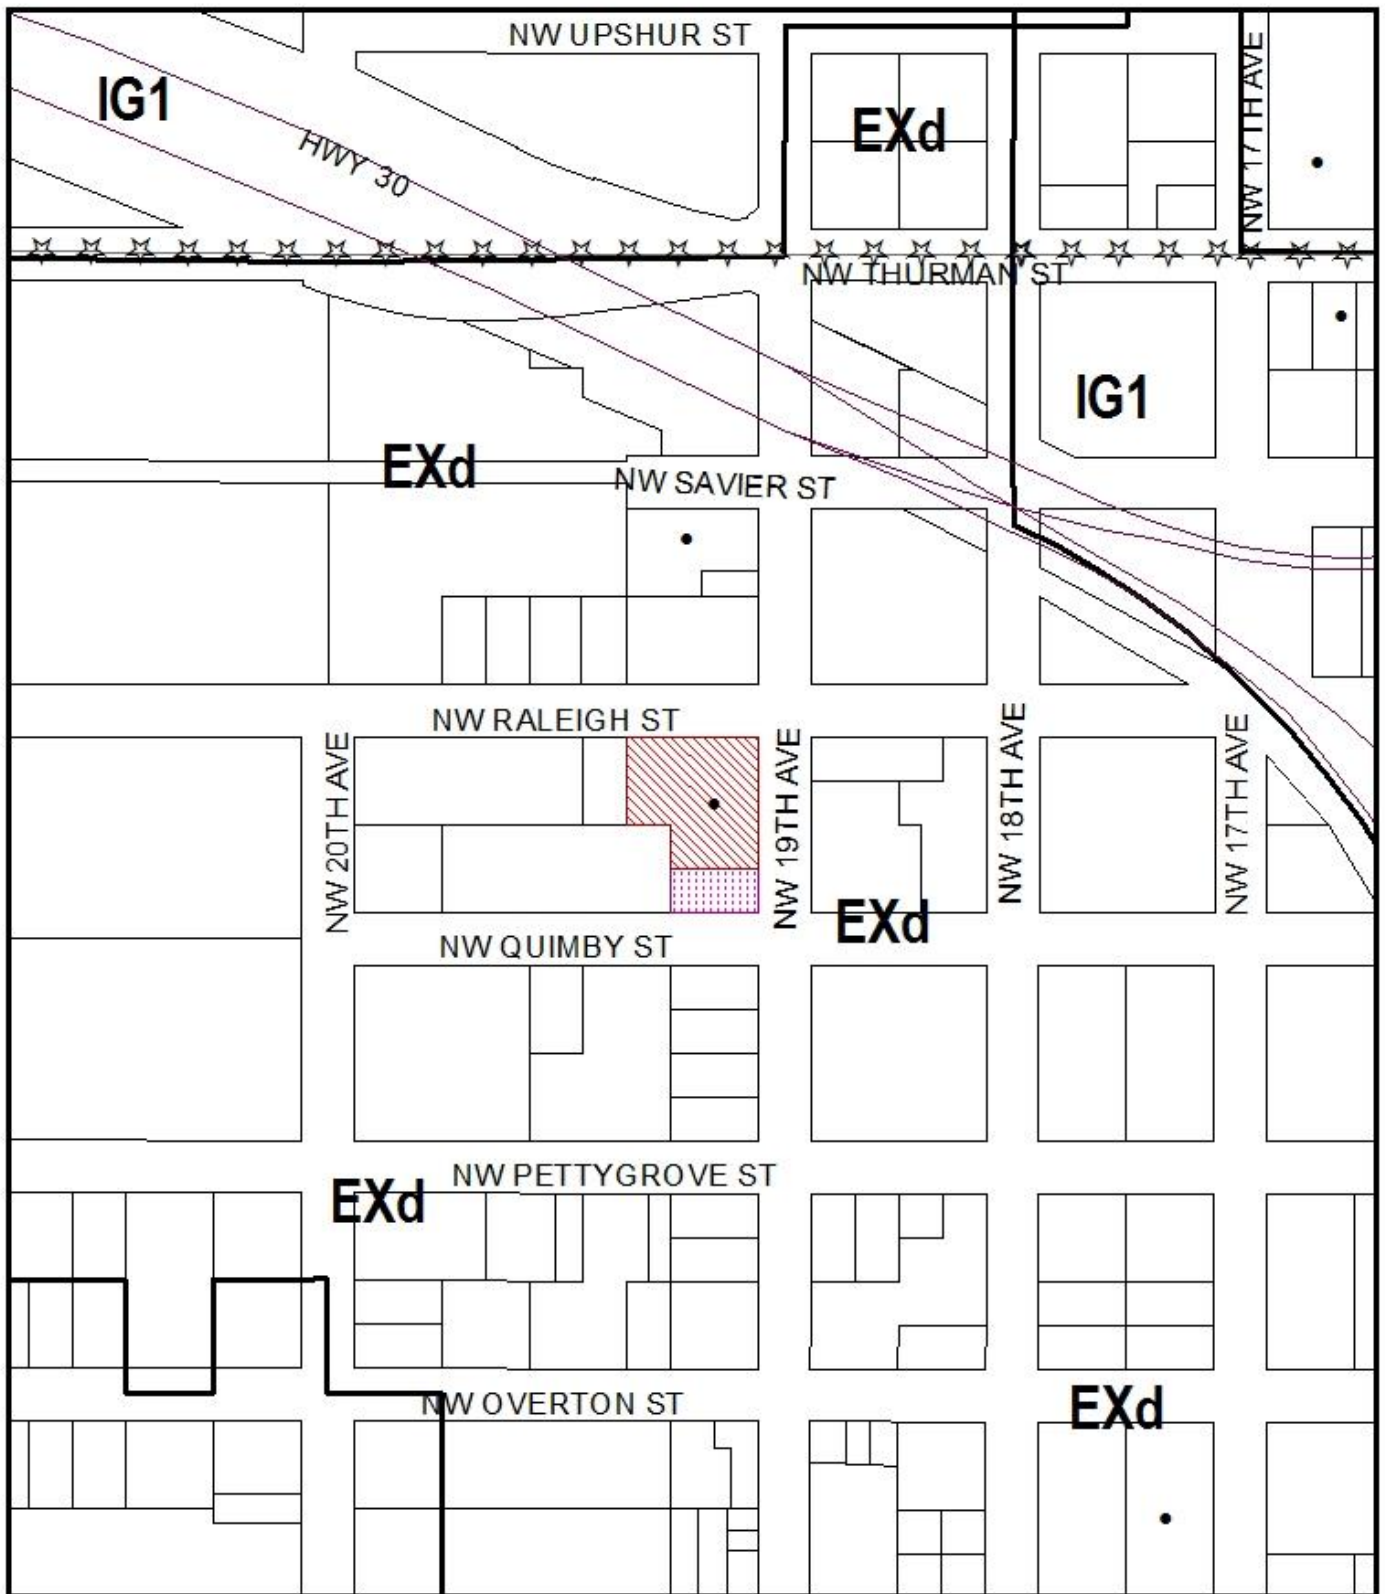 NW UPSHUR ST
IG1
EXd
NW 17TH AVE
HWY 30
NW THURMAN ST
IG1
EXd
NW SAVIER ST
NW RALEIGH ST
NW 20TH AVE
NW 19TH AVE
NW 18TH AVE
NW 17TH AVE
EXd
NW QUIMBY ST
NW PETTYGROVE ST
EXd
NW OVERTON ST
EXd